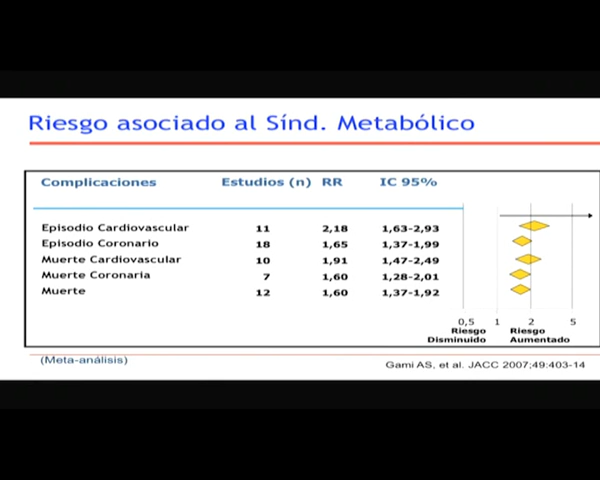 Riesgo asociado al Sínd. Metabólico
Complicaciones Estudios (n) RR IC 95%
Episodio Cardiovascular 11 2,18 1,63-2,93
Episodio Coronario 18 1,65 1,37-1,99
Muerte Cardiovascular 10 1,91 1,47-2,49
Muerte Coronaria 7 1,60 1,28-2,01
Muerte 12 1,60 1,37-1,92
0,5 1 2 5
Riesgo Disminuido
Riesgo Aumentado
(Meta-análisis)
Gami AS, et al. JACC 2007;49:403-14